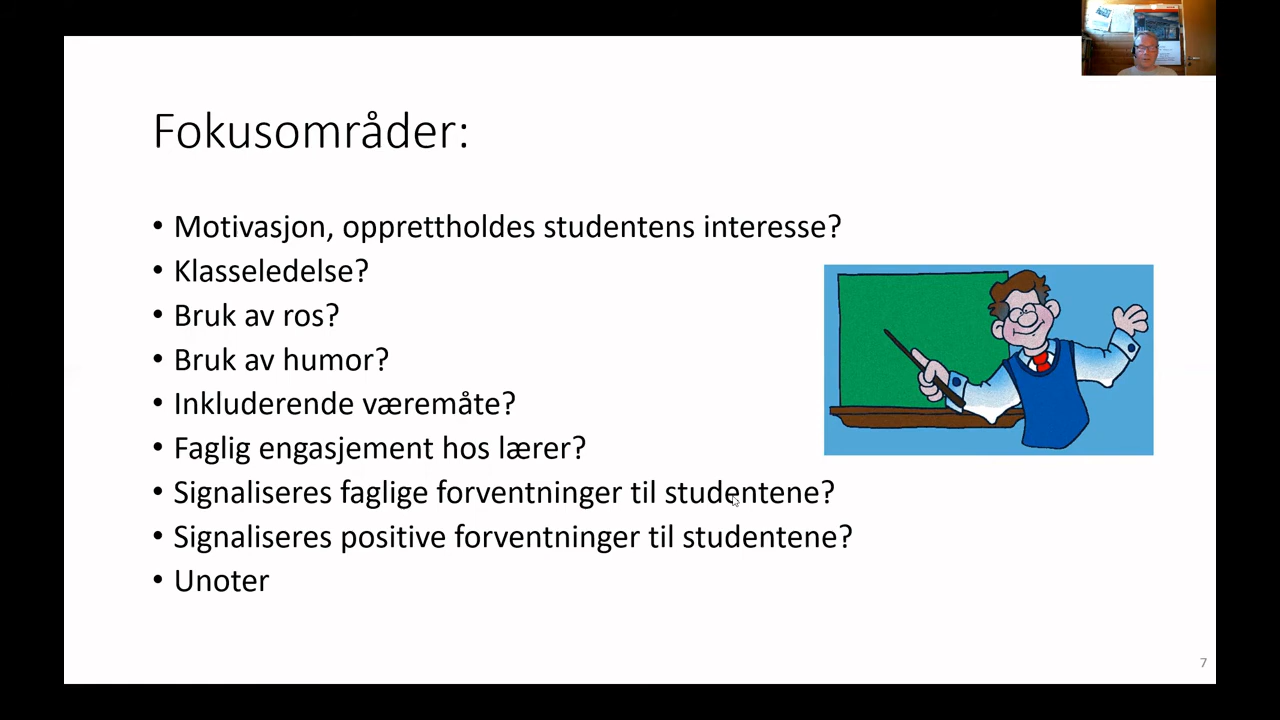 Fokusområder:
• Motivasjon, opprettholdes studentens interesse?
• Klasseledelse?
• Bruk av ros?
• Bruk av humor?
• Inkluderende væremåte?
• Faglig engasjement hos lærer?
• Signaliseres faglige forventninger til studentene?
• Signaliseres positive forventninger til studentene?
• Unoter
7